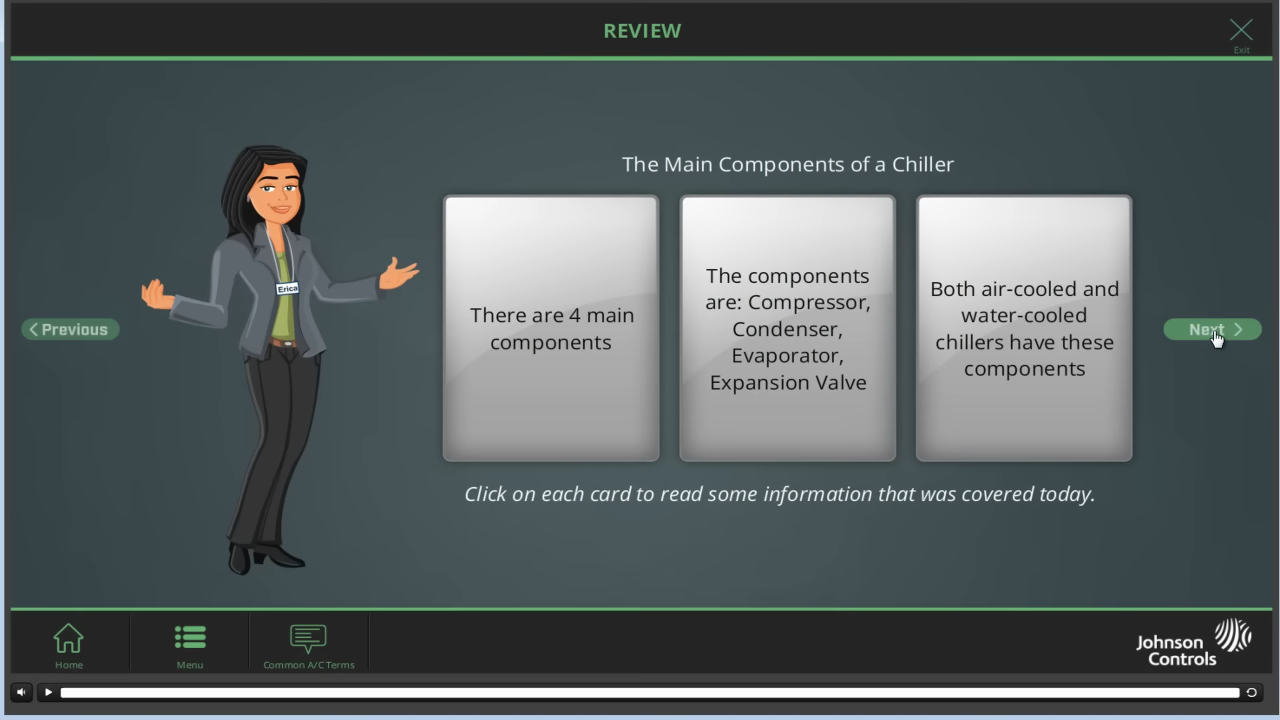 REVIEW
Exit
The Main Components of a Chiller
There are 4 main
components
The components
are: Compressor,
Condenser,
Evaporator,
Expansion Valve
Both air-cooled and
water-cooled
chillers have these
components
Erica
Previous
Next
Click on each card to read some information that was covered today.
Home
Menu
Common A/C Terms
Johnson
Controls